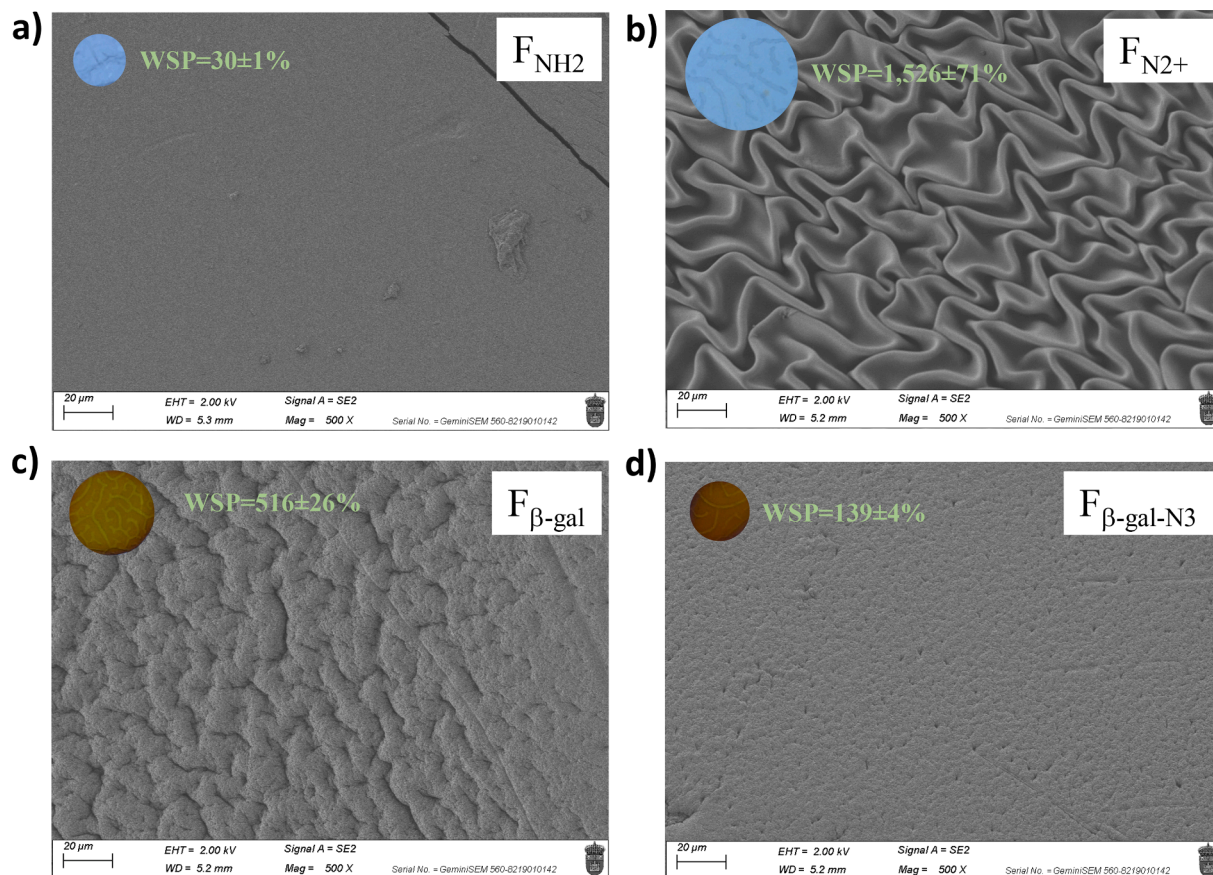 a)
WSP=30±1%
F_NH2
20 µm
EHT = 2.00 kV
Signal A = SE2
WD = 5.3 mm
Mag = 500 X
Serial No. = GeminiSEM 560-8219010142
b)
WSP=1,526±71%
F_N2+
20 µm
EHT = 2.00 kV
Signal A = SE2
WD = 5.2 mm
Mag = 500 X
Serial No. = GeminiSEM 560-8219010142
c)
WSP=516±26%
F_β-gal
20 µm
EHT = 2.00 kV
Signal A = SE2
WD = 5.2 mm
Mag = 500 X
Serial No. = GeminiSEM 560-8219010142
d)
WSP=139±4%
F_β-gal-N3
20 µm
EHT = 2.00 kV
Signal A = SE2
WD = 5.2 mm
Mag = 500 X
Serial No. = GeminiSEM 560-8219010142